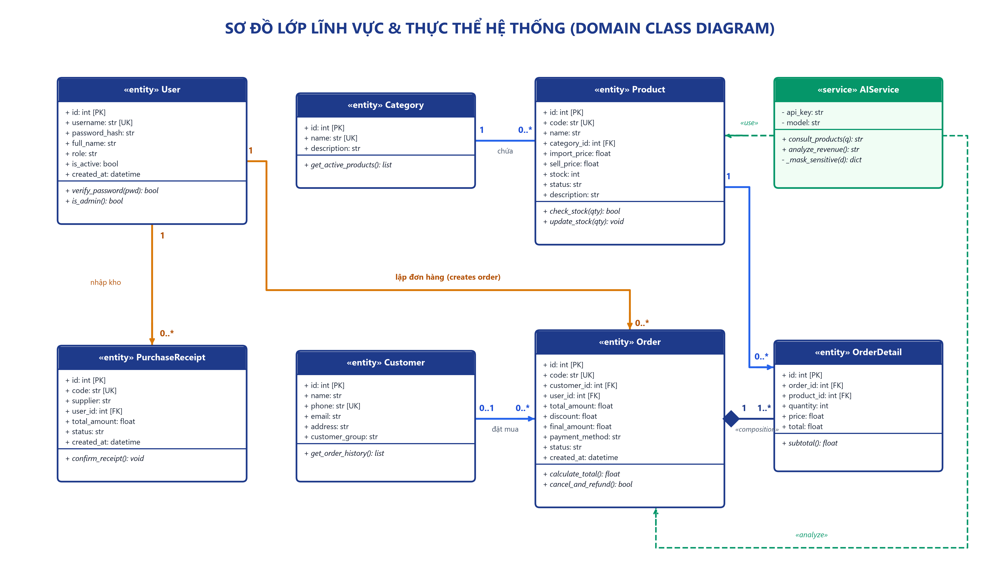 SƠ ĐỒ LỚP LĨNH VỰC & THỰC THỂ HỆ THỐNG (DOMAIN CLASS DIAGRAM)
«entity» User
+ id: int [PK]
+ username: str [UK]
+ password_hash: str
+ full_name: str
+ role: str
+ is_active: bool
+ created_at: datetime
+ verify_password(pwd): bool
+ is_admin(): bool
«entity» Category
+ id: int [PK]
+ name: str [UK]
+ description: str
+ get_active_products(): list
1
0..*
chứa
«entity» Product
+ id: int [PK]
+ code: str [UK]
+ name: str
+ category_id: int [FK]
+ import_price: float
+ sell_price: float
+ stock: int
+ status: str
+ description: str
+ check_stock(qty): bool
+ update_stock(qty): void
«use»
«service» AIService
- api_key: str
- model: str
+ consult_products(q): str
+ analyze_revenue(): str
- _mask_sensitive(d): dict
1
1
1
nhập kho
0..*
lập đơn hàng (creates order)
0..*
0..*
«entity» PurchaseReceipt
+ id: int [PK]
+ code: str [UK]
+ supplier: str
+ user_id: int [FK]
+ total_amount: float
+ status: str
+ created_at: datetime
+ confirm_receipt(): void
«entity» Customer
+ id: int [PK]
+ name: str
+ phone: str [UK]
+ email: str
+ address: str
+ customer_group: str
+ get_order_history(): list
0..1
0..*
đặt mua
«entity» Order
+ id: int [PK]
+ code: str [UK]
+ customer_id: int [FK]
+ user_id: int [FK]
+ total_amount: float
+ discount: float
+ final_amount: float
+ payment_method: str
+ status: str
+ created_at: datetime
+ calculate_total(): float
+ cancel_and_refund(): bool
1
1..*
«composition»
«entity» OrderDetail
+ id: int [PK]
+ order_id: int [FK]
+ product_id: int [FK]
+ quantity: int
+ price: float
+ total: float
+ subtotal(): float
«analyze»